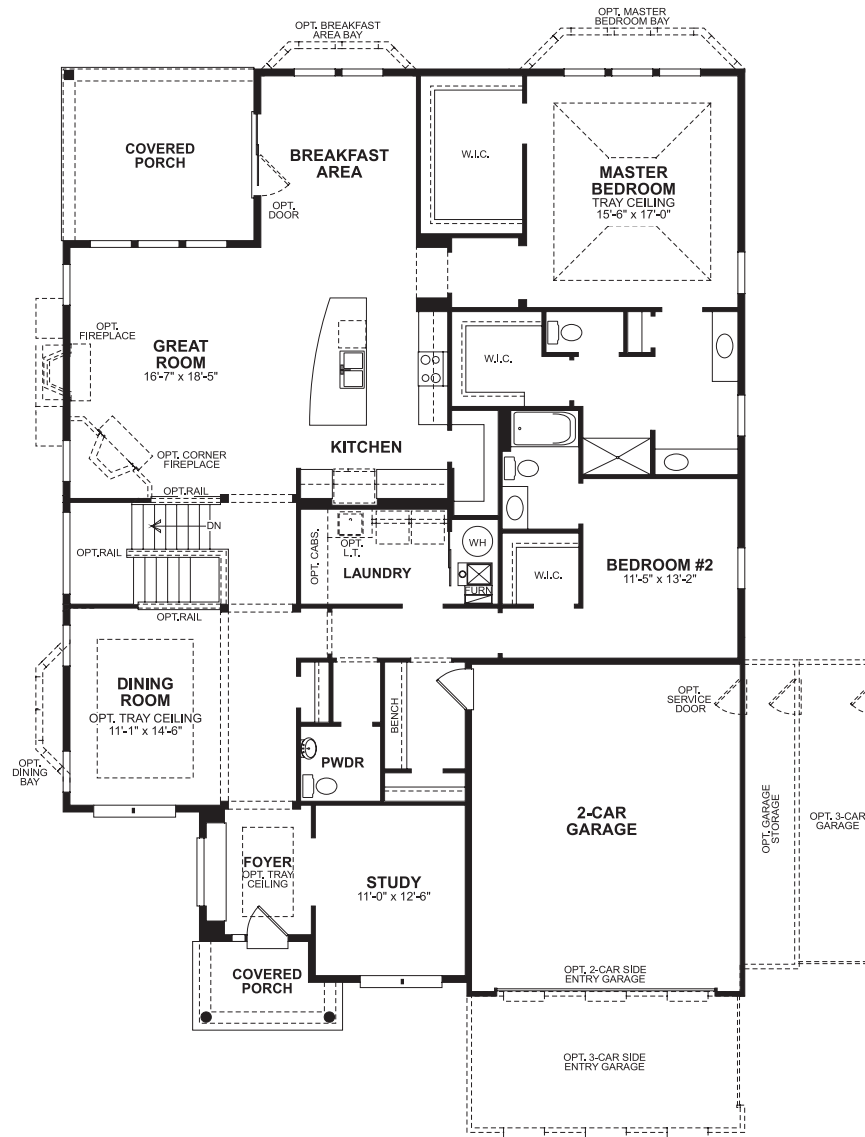 OPT. BREAKFAST
AREA BAY
OPT. MASTER
BEDROOM BAY
COVERED
PORCH
BREAKFAST
AREA
OPT.
DOOR
W.I.C.
MASTER
BEDROOM
TRAY CEILING
15'-6" x 17'-0"
OPT.
FIREPLACE
GREAT
ROOM
16'-7" x 18'-5"
W.I.C.
OPT. CORNER
FIREPLACE
KITCHEN
OPT.RAIL
DN
OPT.RAIL
OPT.RAIL
OPT. CABS.
OPT.
L.T.
LAUNDRY
WH
FURN
W.I.C.
BEDROOM #2
11'-5" x 13'-2"
DINING
ROOM
OPT. TRAY CEILING
11'-1" x 14'-6"
OPT.
DINING
BAY
BENCH
PWDR
OPT.
SERVICE
DOOR
2-CAR
GARAGE
OPT. GARAGE
STORAGE
OPT. 3-CAR
GARAGE
FOYER
OPT. TRAY
CEILING
STUDY
11'-0" x 12'-6"
COVERED
PORCH
OPT. 2-CAR SIDE
ENTRY GARAGE
OPT. 3-CAR SIDE
ENTRY GARAGE